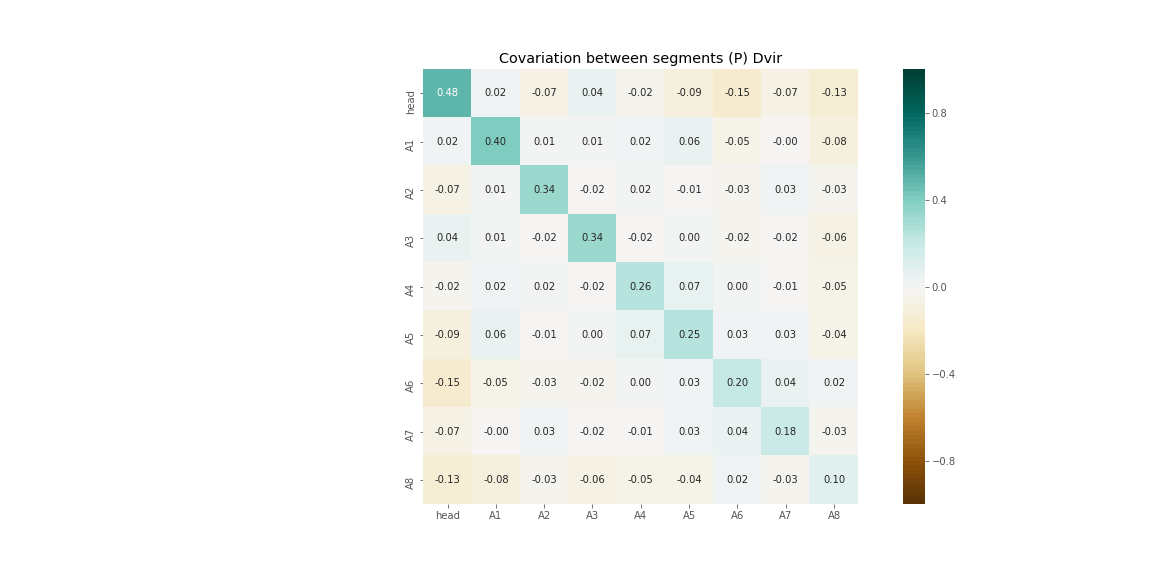 Covariation between segments (P) Dvir
head 0.48 0.02 -0.07 0.04 -0.02 -0.09 -0.15 -0.07 -0.13
A1 0.02 0.40 0.01 0.01 0.02 0.06 -0.05 -0.00 -0.08
A2 -0.07 0.01 0.34 -0.02 0.02 -0.01 -0.03 0.03 -0.03
A3 0.04 0.01 -0.02 0.34 -0.02 0.00 -0.02 -0.02 -0.06
A4 -0.02 0.02 0.02 -0.02 0.26 0.07 0.00 -0.01 -0.05
A5 -0.09 0.06 -0.01 0.00 0.07 0.25 0.03 0.03 -0.04
A6 -0.15 -0.05 -0.03 -0.02 0.00 0.03 0.20 0.04 0.02
A7 -0.07 -0.00 0.03 -0.02 -0.01 0.03 0.04 0.18 -0.03
A8 -0.13 -0.08 -0.03 -0.06 -0.05 -0.04 0.02 -0.03 0.10
head A1 A2 A3 A4 A5 A6 A7 A8
0.8
0.4
0.0
−0.4
−0.8